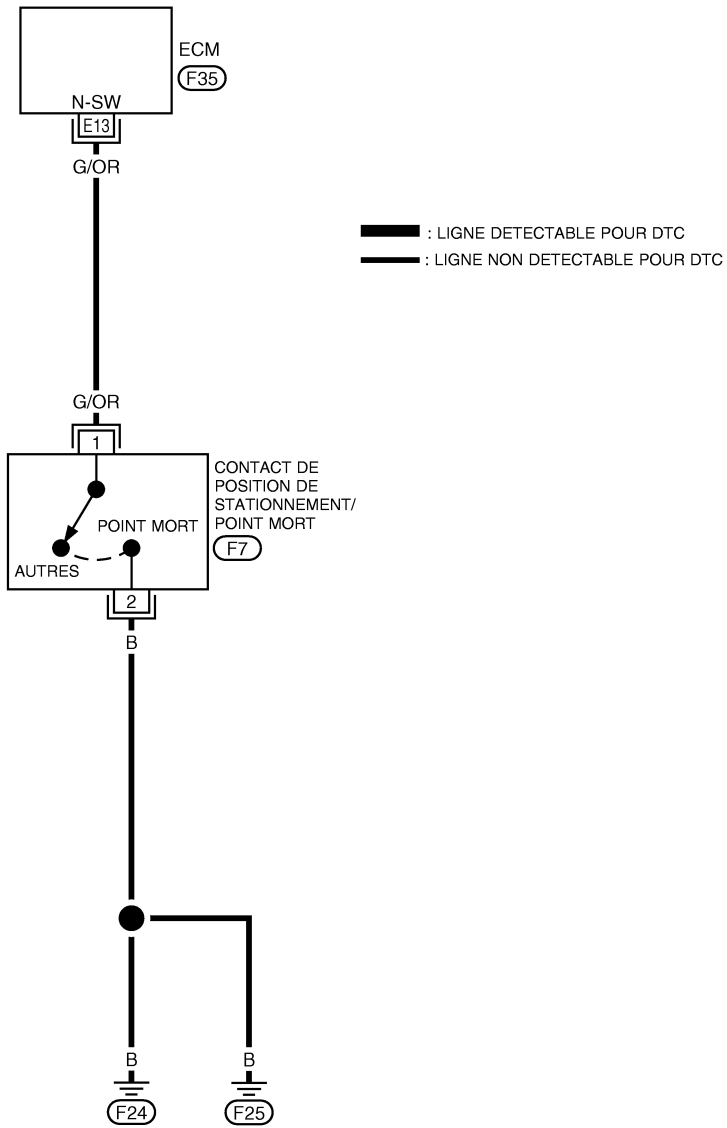 ECM
F35
N-SW
E13
G/OR
: LIGNE DETECTABLE POUR DTC
: LIGNE NON DETECTABLE POUR DTC
G/OR
1
CONTACT DE
POSITION DE
STATIONNEMENT/
POINT MORT
F7
POINT MORT
AUTRES
2
B
B
B
F24
F25